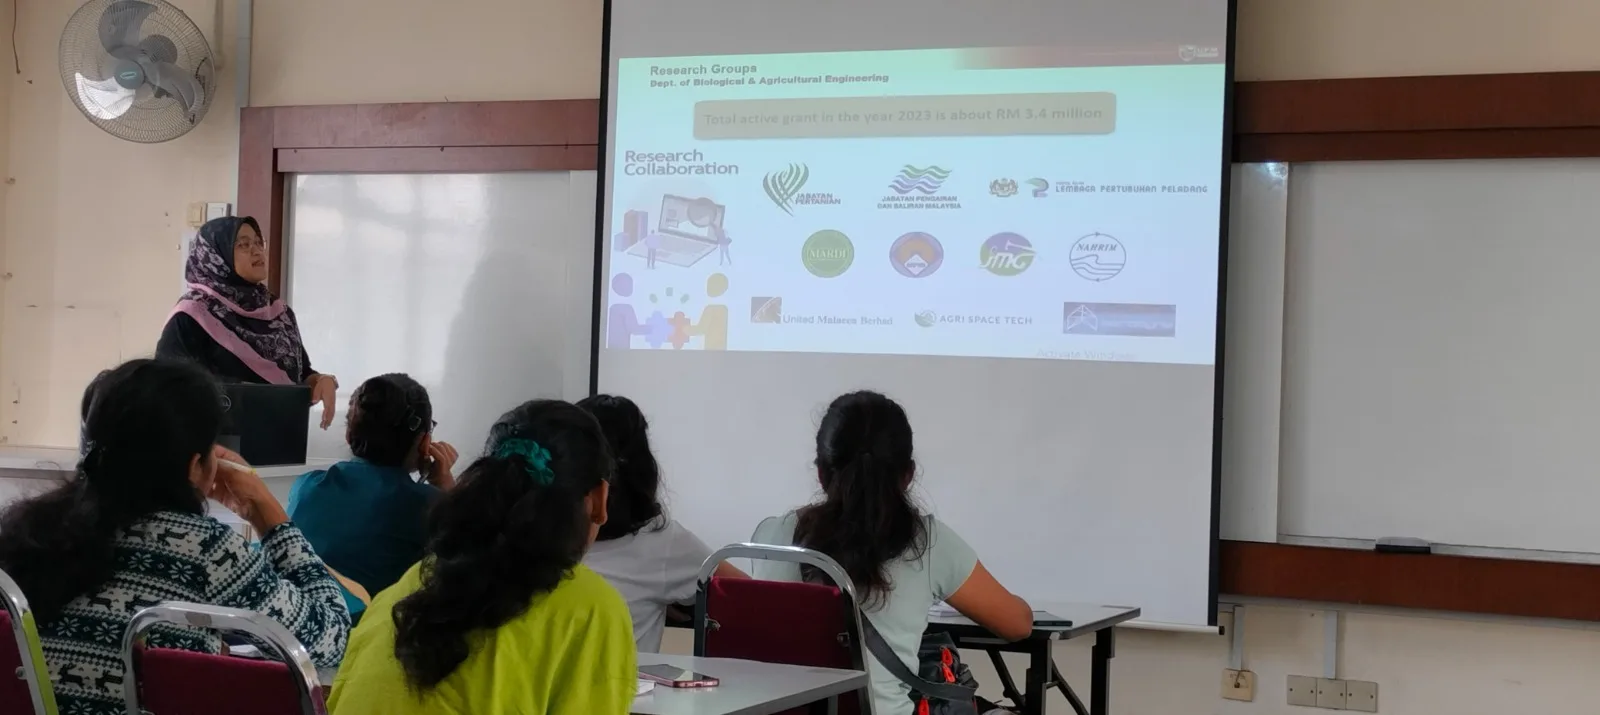 Research Groups
Dept. of Biological & Agricultural Engineering
Total active grant in the year 2023 is about RM 3.4 million
Research
Collaboration
JABATAN
PERTANIAN
JABATAN PENGAIRAN
DAN SALIRAN MALAYSIA
LEMBAGA PERTUBUHAN PELADANG
MARDI
NAHRIM
United Malacca Berhad
AGRI SPACE TECH
Activate Windows